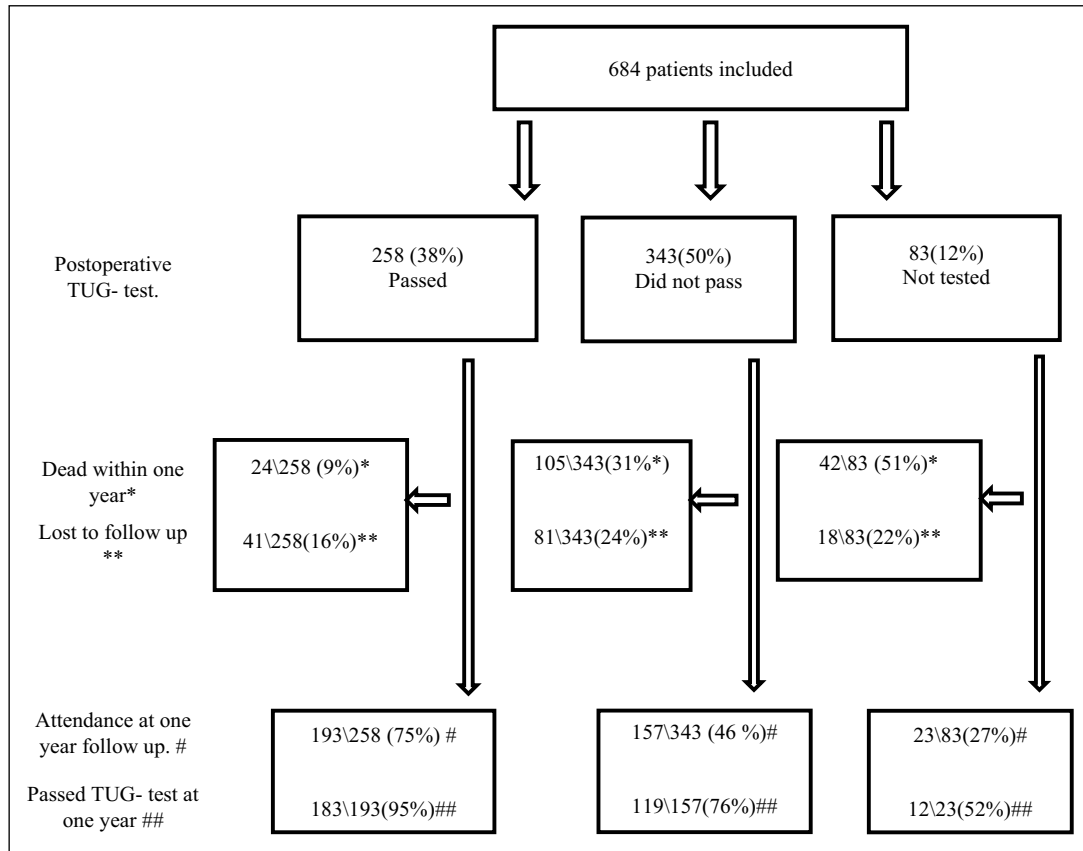 684 patients included
Postoperative
TUG- test.
258 (38%)
Passed
343(50%)
Did not pass
83(12%)
Not tested
Dead within one
year*
Lost to follow up
**
24\258 (9%)*
41\258(16%)**
105\343(31%*)
81\343(24%)**
42\83 (51%)*
18\83(22%)**
Attendance at one
year follow up. #
Passed TUG- test at
one year ##
193\258 (75%) #
183\193(95%)##
157\343 (46 %)#
119\157(76%)##
23\83(27%)#
12\23(52%)##